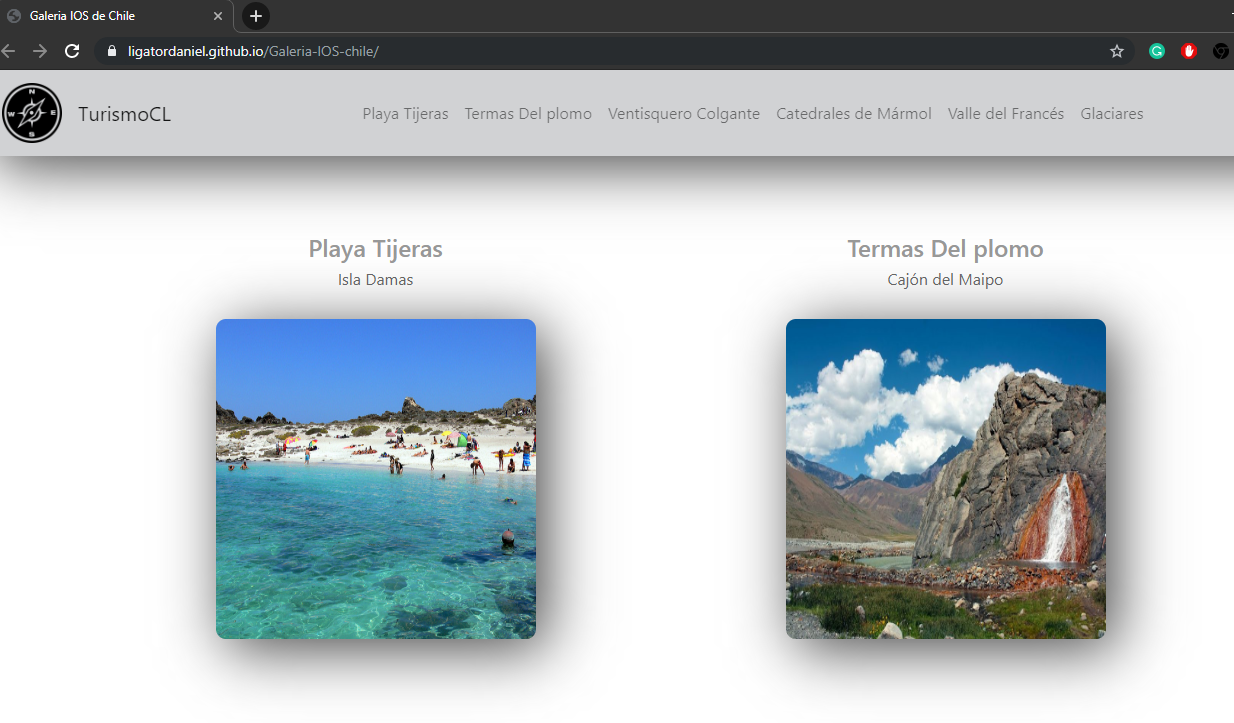 Galeria IOS de Chile
ligatordaniel.github.io/Galeria-IOS-chile/
N
W E
S
TurismoCL
Playa Tijeras Termas Del plomo Ventisquero Colgante Catedrales de Mármol Valle del Francés Glaciares
Playa Tijeras
Isla Damas
Termas Del plomo
Cajón del Maipo